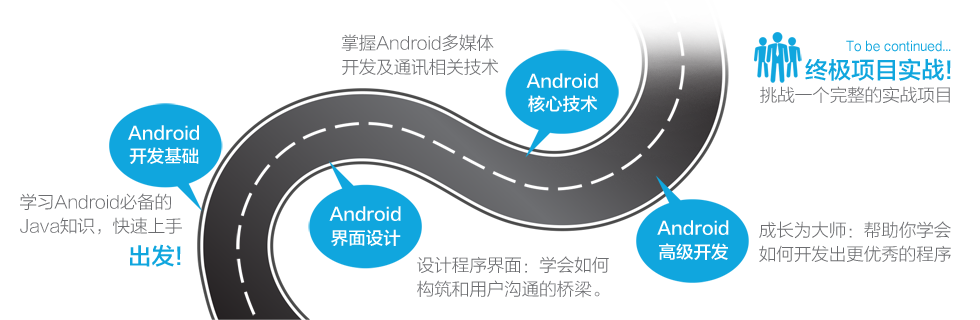 Android
开发基础
学习Android必备的
Java知识，快速上手
出发!
Android
界面设计
设计程序界面：学会如何
构筑和用户沟通的桥梁。
掌握Android多媒体
开发及通讯相关技术
Android
核心技术
Android
高级开发
成长为大师：帮助你学会
如何开发出更优秀的程序
To be continued...
终极项目实战!
挑战一个完整的实战项目